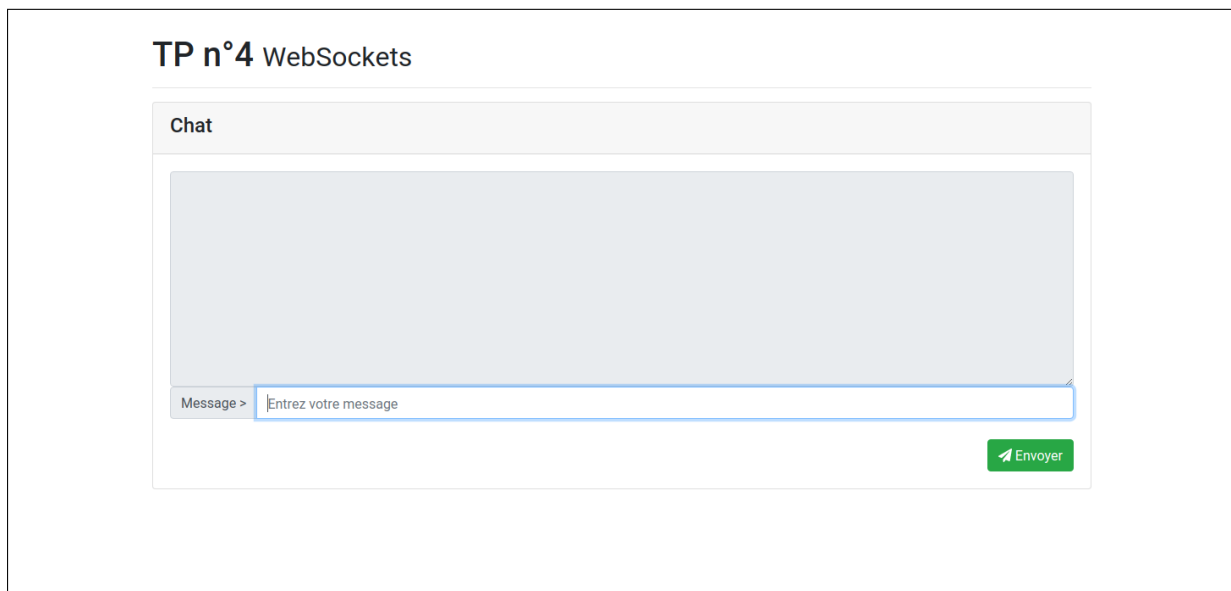 TP n°4 WebSockets
Chat
Message >
Entrez votre message
Envoyer